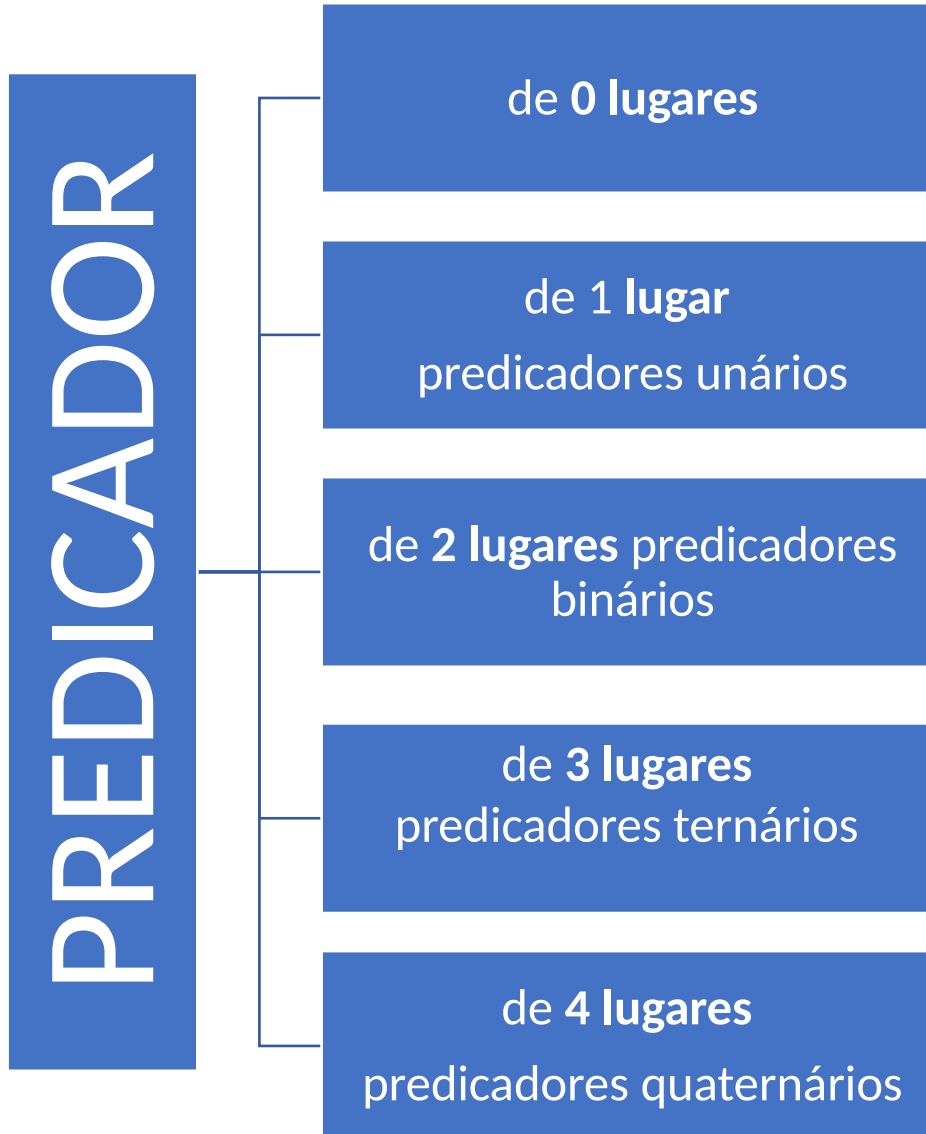 PREDICADOR
de 0 lugares
de 1 lugar
predicadores unários
de 2 lugares predicadores
binários
de 3 lugares
predicadores ternários
de 4 lugares
predicadores quaternários